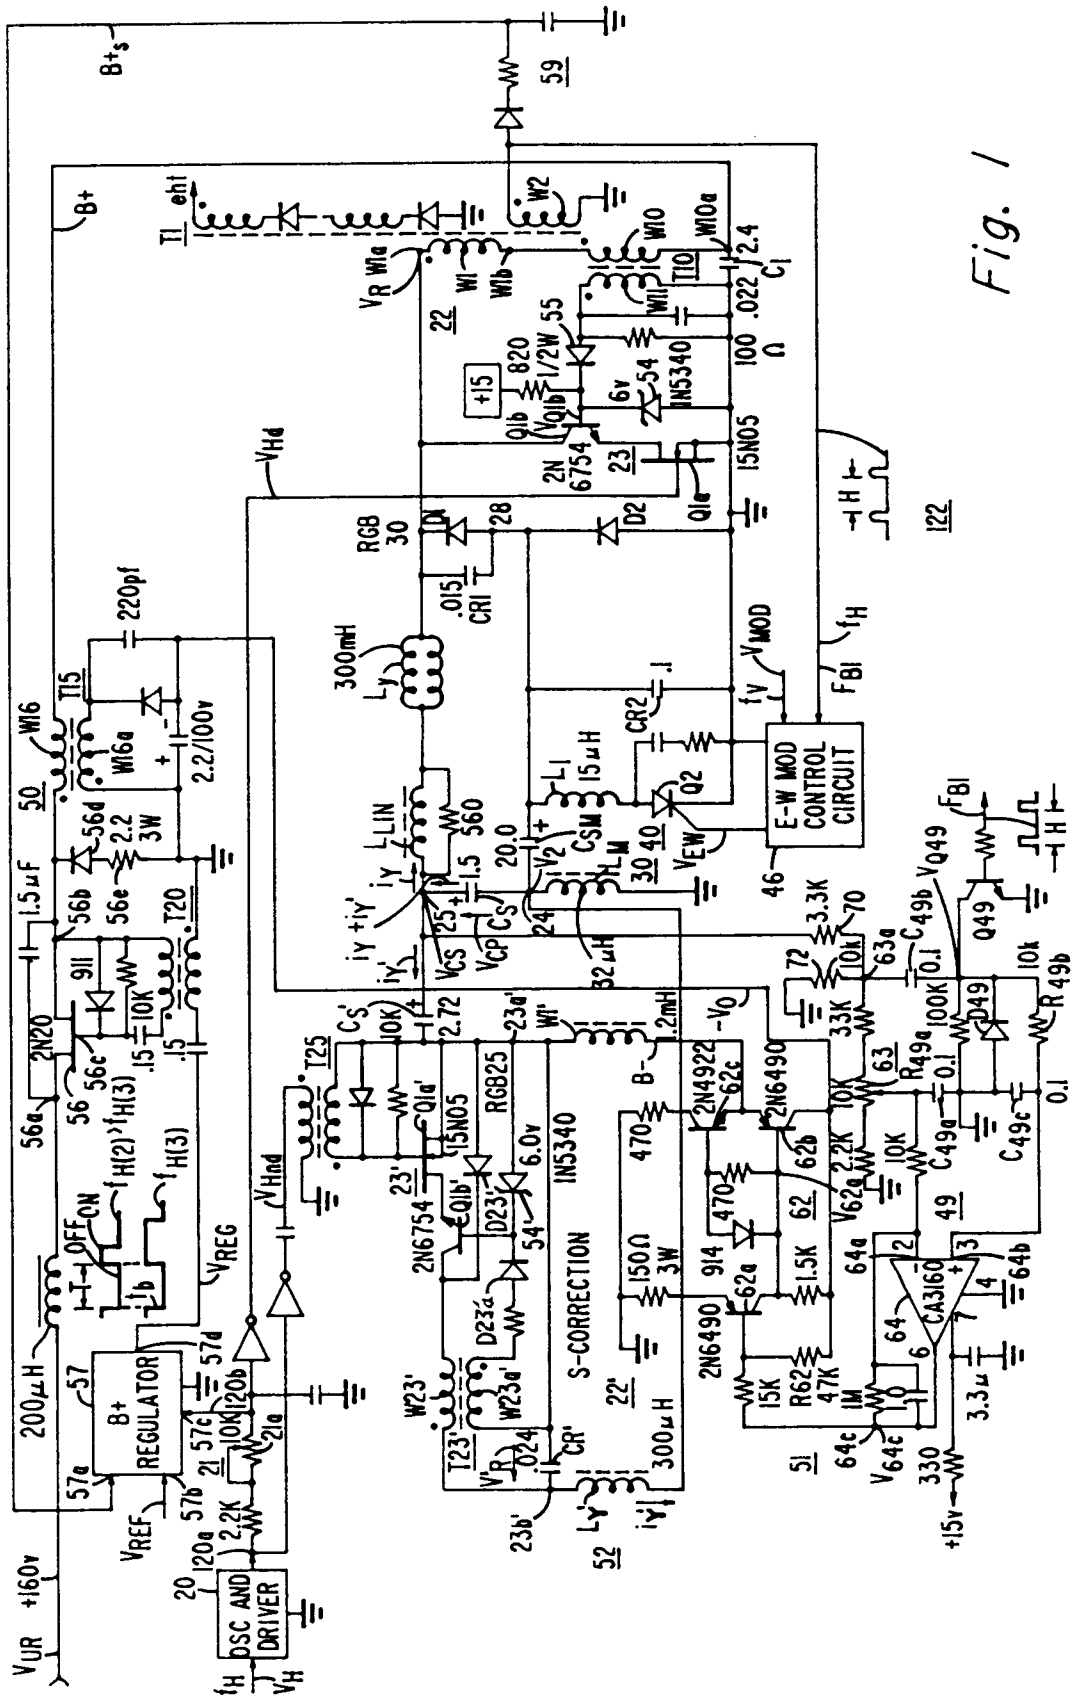 Fig. 1
VUR
+160v
200µH
57a
57
B+
REGULATOR
57b
57c
57d
VREF
VREG
T
OFF
ON
tb
fH(2)>fH(3)
fH(3)
56a
56
56c
2N20
1.5µF
56b
911
10K
.15
.15
T20
56d
56e
2.2
3W
50
W16
W16a
T15
2.2/100v
+
-
220pf
B+
B+s
59
fH
VH
20
OSC AND
DRIVER
120a
2.2K
21
10K
21a
120b
VHnd
VHd
T25
T1
eht
VR
W1a
W1
W1b
W2
22
W10
W10a
T10
W11
2.4
C1
.022
100
Ω
55
820
1/2W
+15
6v
54
1N5340
Q1b
VQ1b
2N
6754
23
Q1a
15N05
RGB
30
D1
28
D2
.015
CR1
300mH
Ly
LLIN
560
iy
iy+iy'
iy'
VCS
25
+
1.5
CS
VCP
V2
24
20.0
+
CSM
LM
30
32µH
L1
15µH
40
Q2
VEW
CR2
.1
46
E-W MOD
CONTROL
CIRCUIT
fV
VMOD
FB1
fH
H
122
CS'
+
2.72
10K
23a'
W1'
1.2mH
B-
-V0
23'
Q1a'
15N05
RGB25
2N6754
Q1b'
D23'
6.0v
54'
1N5340
D23'a
W23'
W23a'
T23'
V'R
.024
CR'
23b'
Ly'
300µH
iy'
52
S-CORRECTION
22'
150Ω
3W
470
2N4922
62c
2N6490
62b
470
914
62a
62
V62a
2N6490
1.5K
15K
R62
47K
51
3.3K
70
72
10k
63a
33K
63
10K
R49a
2.2K
C49b
0.1
100K
D49
VQ49
Q49
FB1
H
10k
R49b
0.1
C49a
C49c
0.1
10K
49
64a
2
-
3
+
64b
64
CA3160
4
6
7
1M
10
64c
V64c
330
+15v
3.3µ